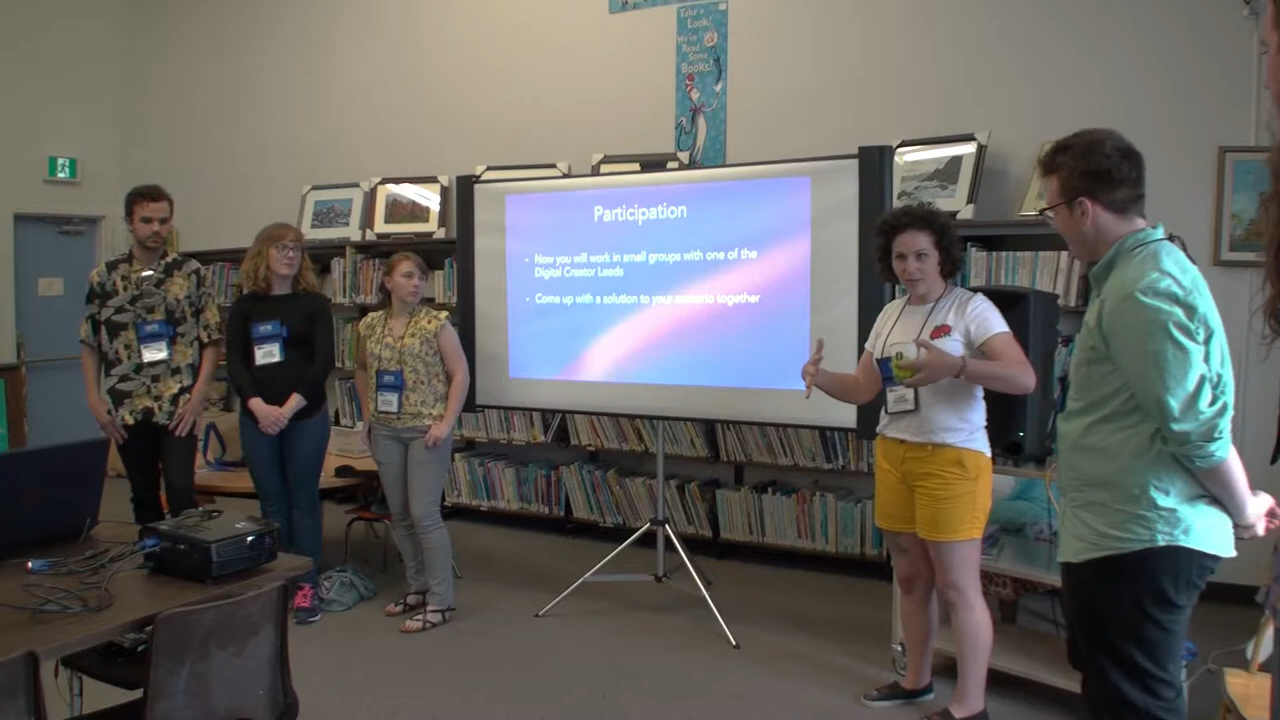 Take a
Look!
We've
Read
Some
Books!
Participation
- Now you will work in small groups with one of the
Digital Creator Leads
- Come up with a solution to your scenario together